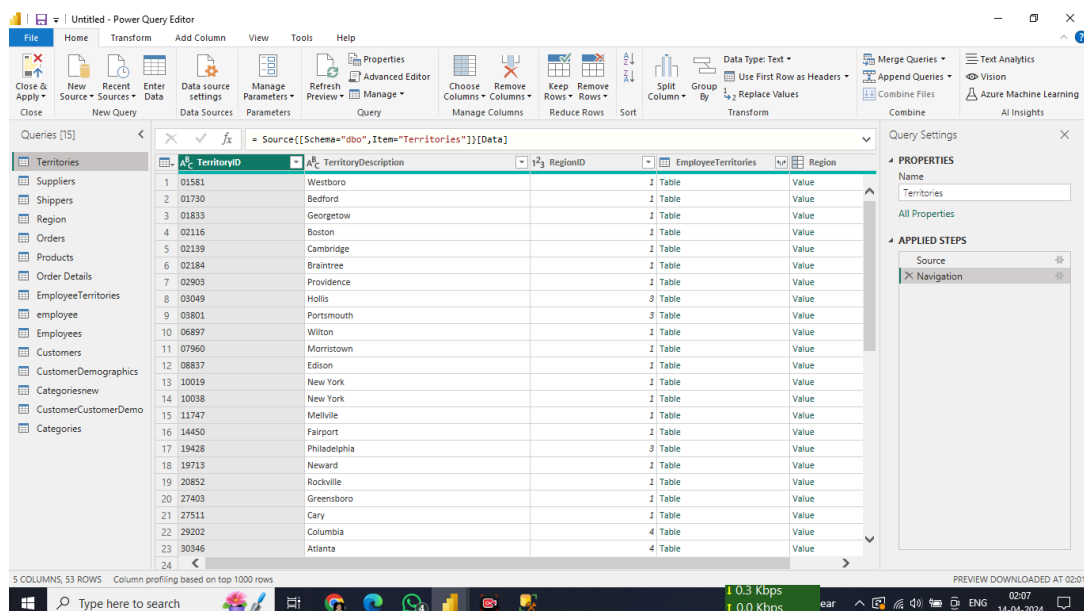 Untitled - Power Query Editor
File Home Transform Add Column View Tools Help
Close & Apply
New Source
Recent Sources
Enter Data
Data source settings
Manage Parameters
Refresh Preview
Properties
Advanced Editor
Manage
Choose Columns
Remove Columns
Keep Rows
Remove Rows
Split Column
Group By
Data Type: Text
Use First Row as Headers
Replace Values
Merge Queries
Append Queries
Combine Files
Text Analytics
Vision
Azure Machine Learning
Close New Query Data Sources Parameters Query Manage Columns Reduce Rows Sort Transform Combine AI Insights
Queries [15]
Territories
Suppliers
Shippers
Region
Orders
Products
Order Details
EmployeeTerritories
employee
Employees
Customers
CustomerDemographics
Categoriesnew
CustomerCustomerDemo
Categories
fx = Source{[Schema="dbo",Item="Territories"]}[Data]
TerritoryID TerritoryDescription RegionID EmployeeTerritories Region
1 01581 Westboro 1 Table Value
2 01730 Bedford 1 Table Value
3 01833 Georgetow 1 Table Value
4 02116 Boston 1 Table Value
5 02139 Cambridge 1 Table Value
6 02184 Braintree 1 Table Value
7 02903 Providence 1 Table Value
8 03049 Hollis 3 Table Value
9 03801 Portsmouth 3 Table Value
10 06897 Wilton 1 Table Value
11 07960 Morristown 1 Table Value
12 08837 Edison 1 Table Value
13 10019 New York 1 Table Value
14 10038 New York 1 Table Value
15 11747 Mellvile 1 Table Value
16 14450 Fairport 1 Table Value
17 19428 Philadelphia 3 Table Value
18 19713 Neward 1 Table Value
19 20852 Rockville 1 Table Value
20 27403 Greensboro 1 Table Value
21 27511 Cary 1 Table Value
22 29202 Columbia 4 Table Value
23 30346 Atlanta 4 Table Value
24
Query Settings
PROPERTIES
Name
Territories
All Properties
APPLIED STEPS
Source
Navigation
5 COLUMNS, 53 ROWS Column profiling based on top 1000 rows
PREVIEW DOWNLOADED AT 02:01
Type here to search
0.3 Kbps
0.0 Kbps
ear
ENG
02:07
14-04-2024